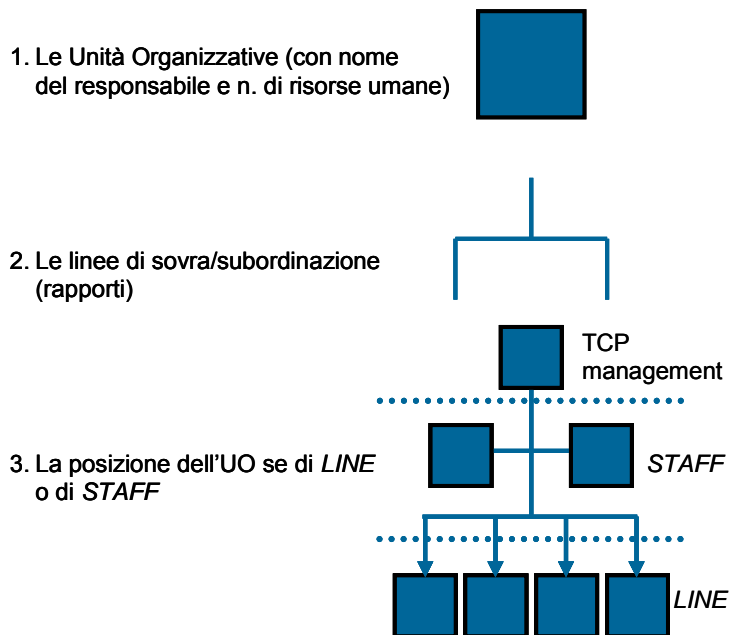 1. Le Unità Organizzative (con nome
del responsabile e n. di risorse umane)
2. Le linee di sovra/subordinazione
(rapporti)
TCP
management
3. La posizione dell'UO se di LINE
o di STAFF
STAFF
LINE